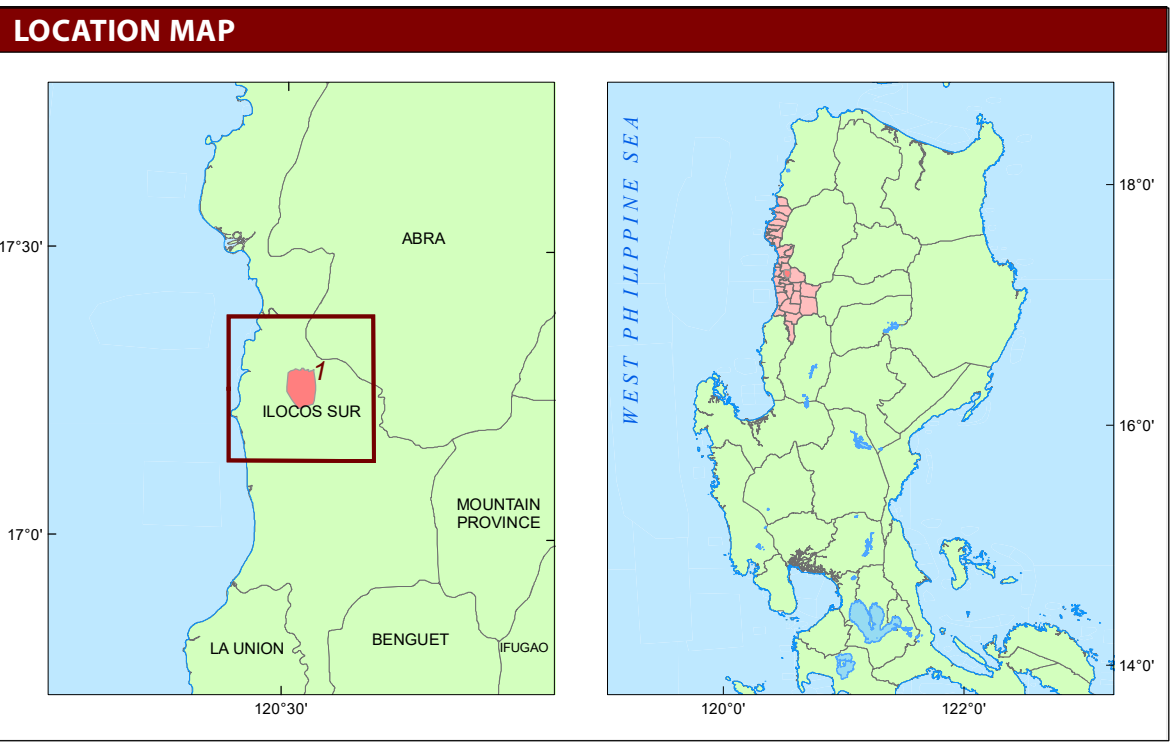 LOCATION MAP
17°30'
ABRA
1
ILOCOS SUR
MOUNTAIN
PROVINCE
17°0'
LA UNION
BENGUET
IFUGAO
120°30'
WEST PHILIPPINE SEA
18°0'
16°0'
14°0'
120°0'
122°0'